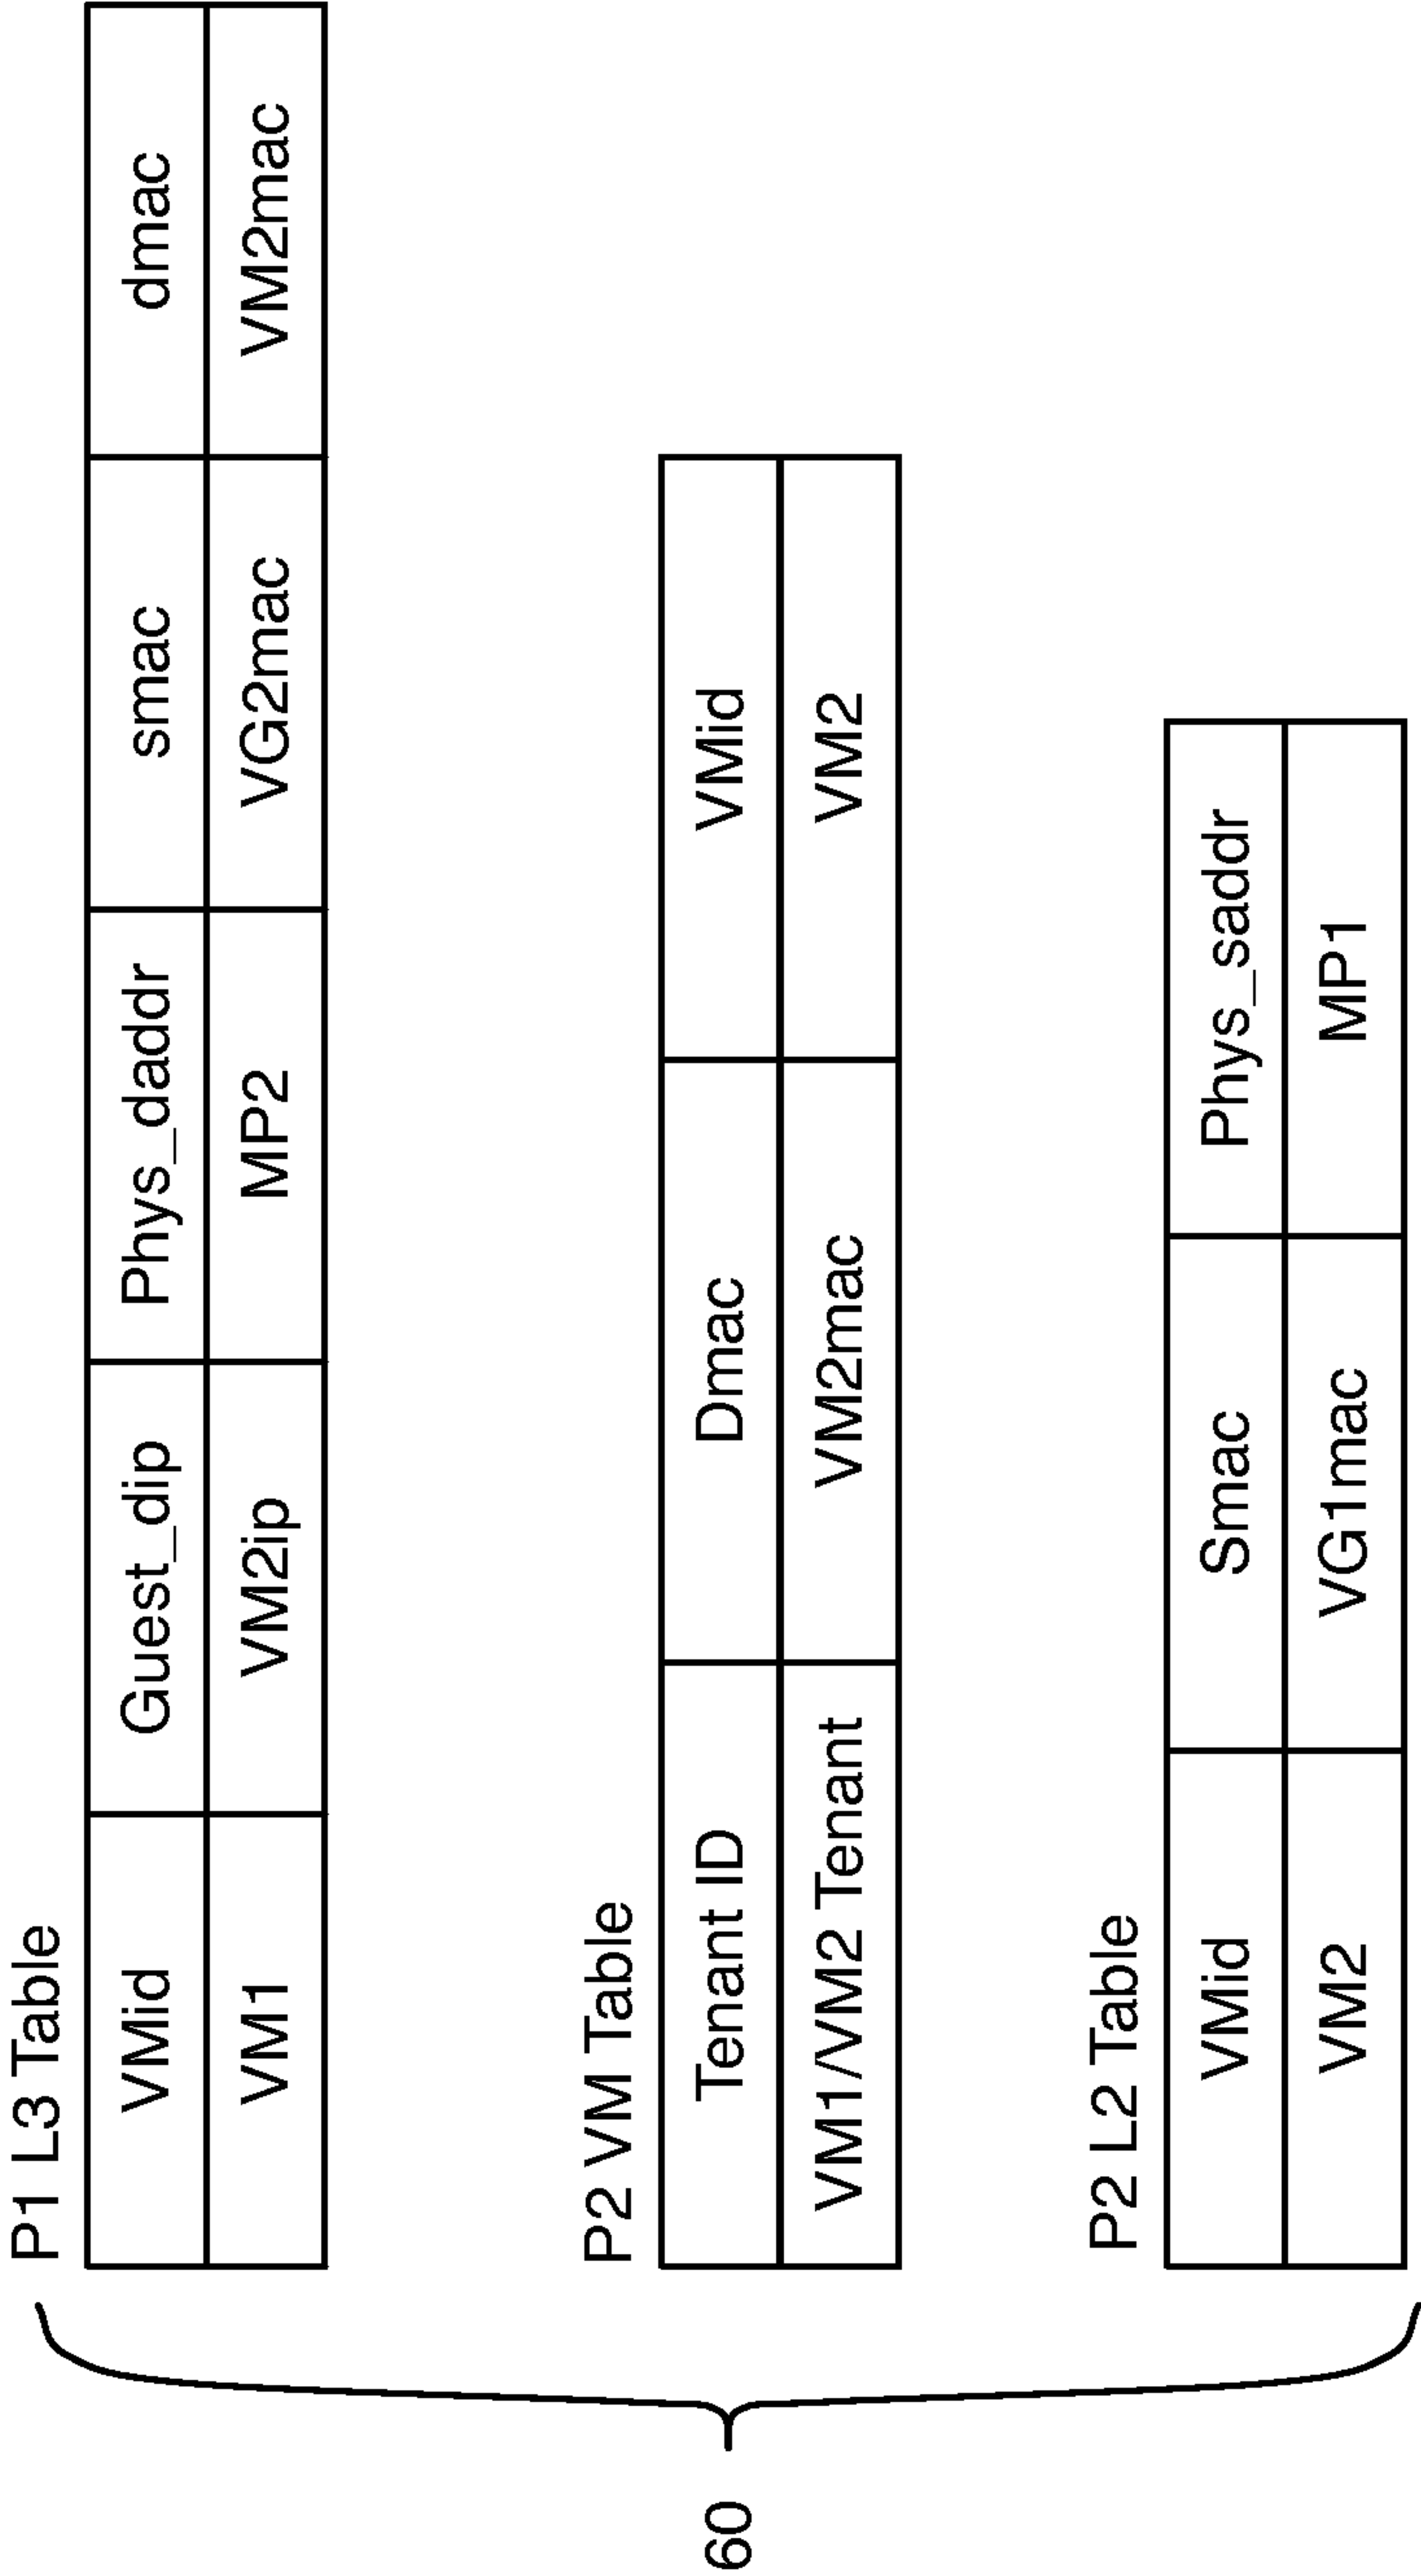 P1 L3 Table
VMid Guest_dip Phys_daddr smac dmac
VM1 VM2ip MP2 VG2mac VM2mac
P2 VM Table
Tenant ID Dmac VMid
VM1/VM2 Tenant VM2mac VM2
P2 L2 Table
VMid Smac Phys_saddr
VM2 VG1mac MP1
60